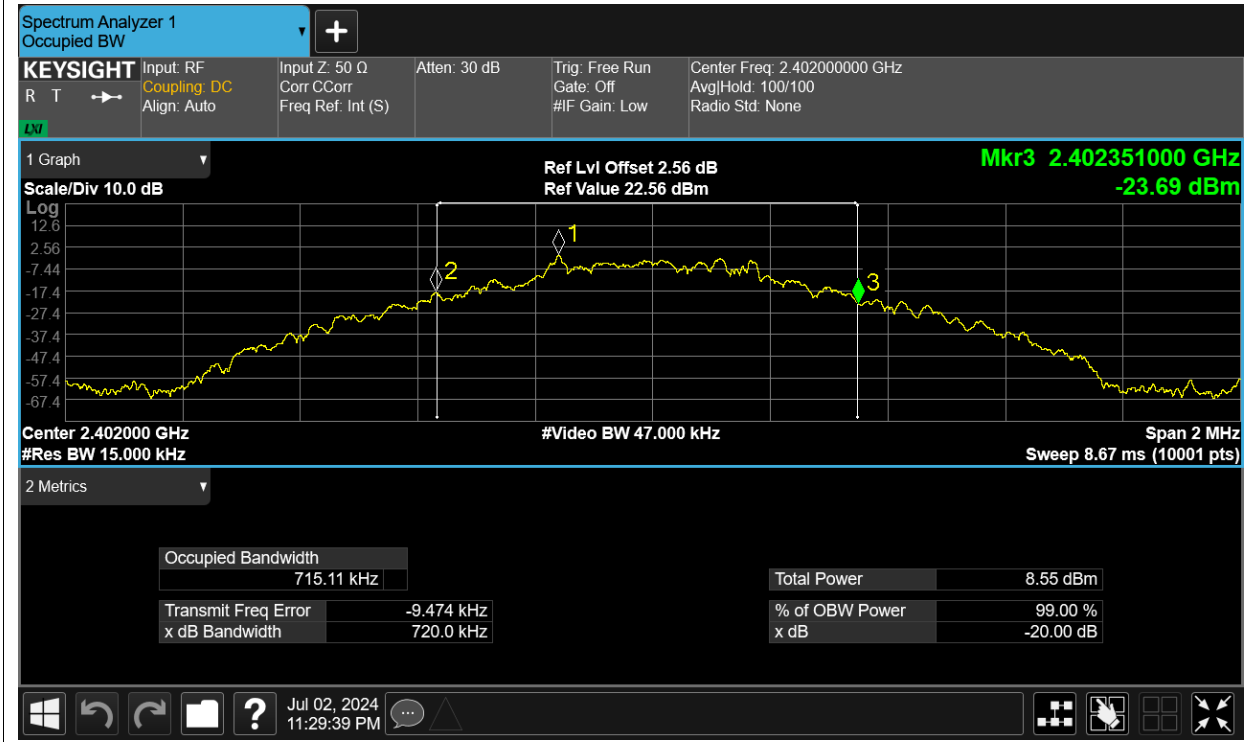 Spectrum Analyzer 1
Occupied BW
KEYSIGHT Input: RF Input Z: 50 Ω Atten: 30 dB Trig: Free Run Center Freq: 2.402000000 GHz
R T Coupling: DC Corr CCorr Gate: Off Avg|Hold: 100/100
Align: Auto Freq Ref: Int (S) #IF Gain: Low Radio Std: None
LXI
1 Graph Ref Lvl Offset 2.56 dB Mkr3 2.402351000 GHz
Scale/Div 10.0 dB Ref Value 22.56 dBm -23.69 dBm
Log
12.6
1
2.56
2
-7.44
3
-17.4
-27.4
-37.4
-47.4
-57.4
-67.4
Center 2.402000 GHz #Video BW 47.000 kHz Span 2 MHz
#Res BW 15.000 kHz Sweep 8.67 ms (10001 pts)
2 Metrics
Occupied Bandwidth
715.11 kHz Total Power 8.55 dBm
Transmit Freq Error -9.474 kHz % of OBW Power 99.00 %
x dB Bandwidth 720.0 kHz x dB -20.00 dB
? Jul 02, 2024
11:29:39 PM